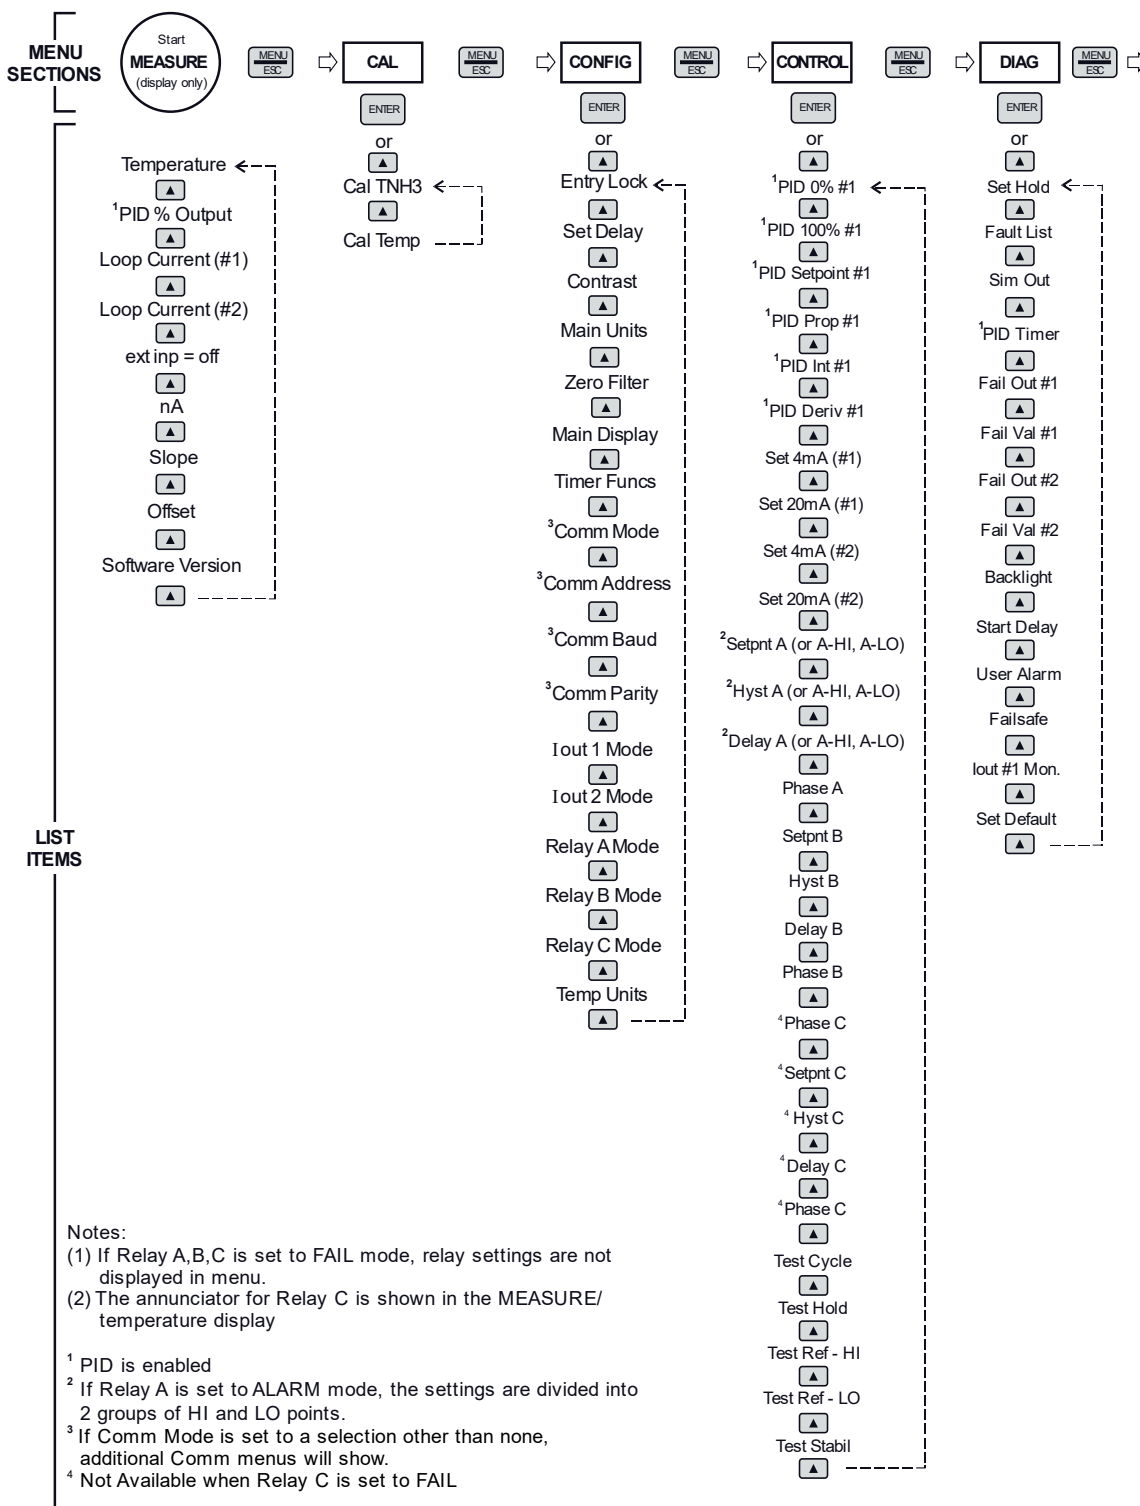 MENU
SECTIONS
Start
MEASURE
(display only)
MENU
ESC
CAL
MENU
ESC
CONFIG
MENU
ESC
CONTROL
MENU
ESC
DIAG
MENU
ESC
ENTER
ENTER
ENTER
ENTER
or
or
or
or
LIST
ITEMS
Temperature
¹PID % Output
Loop Current (#1)
Loop Current (#2)
ext inp = off
nA
Slope
Offset
Software Version
Cal TNH3
Cal Temp
Entry Lock
Set Delay
Contrast
Main Units
Zero Filter
Main Display
Timer Funcs
³Comm Mode
³Comm Address
³Comm Baud
³Comm Parity
Iout 1 Mode
Iout 2 Mode
Relay A Mode
Relay B Mode
Relay C Mode
Temp Units
¹PID 0% #1
¹PID 100% #1
¹PID Setpoint #1
¹PID Prop #1
¹PID Int #1
¹PID Deriv #1
Set 4mA (#1)
Set 20mA (#1)
Set 4mA (#2)
Set 20mA (#2)
²Setpnt A (or A-HI, A-LO)
²Hyst A (or A-HI, A-LO)
²Delay A (or A-HI, A-LO)
Phase A
Setpnt B
Hyst B
Delay B
Phase B
⁴Phase C
⁴Setpnt C
⁴ Hyst C
⁴Delay C
⁴Phase C
Test Cycle
Test Hold
Test Ref - HI
Test Ref - LO
Test Stabil
Set Hold
Fault List
Sim Out
¹PID Timer
Fail Out #1
Fail Val #1
Fail Out #2
Fail Val #2
Backlight
Start Delay
User Alarm
Failsafe
Iout #1 Mon.
Set Default
Notes:
(1) If Relay A,B,C is set to FAIL mode, relay settings are not
displayed in menu.
(2) The annunciator for Relay C is shown in the MEASURE/
temperature display
¹ PID is enabled
² If Relay A is set to ALARM mode, the settings are divided into
2 groups of HI and LO points.
³ If Comm Mode is set to a selection other than none,
additional Comm menus will show.
⁴ Not Available when Relay C is set to FAIL